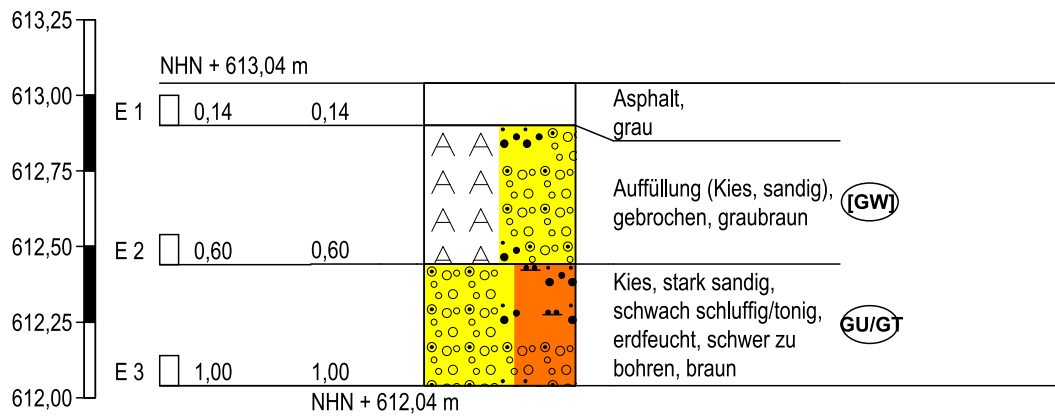 613,25
NHN + 613,04 m
613,00
E 1 0,14 0,14
Asphalt,
grau
612,75
Auffüllung (Kies, sandig),
gebrochen, graubraun
[GW]
612,50
E 2 0,60 0,60
Kies, stark sandig,
schwach schluffig/tonig,
erdfeucht, schwer zu
bohren, braun
GU/GT
612,25
E 3 1,00 1,00
612,00
NHN + 612,04 m